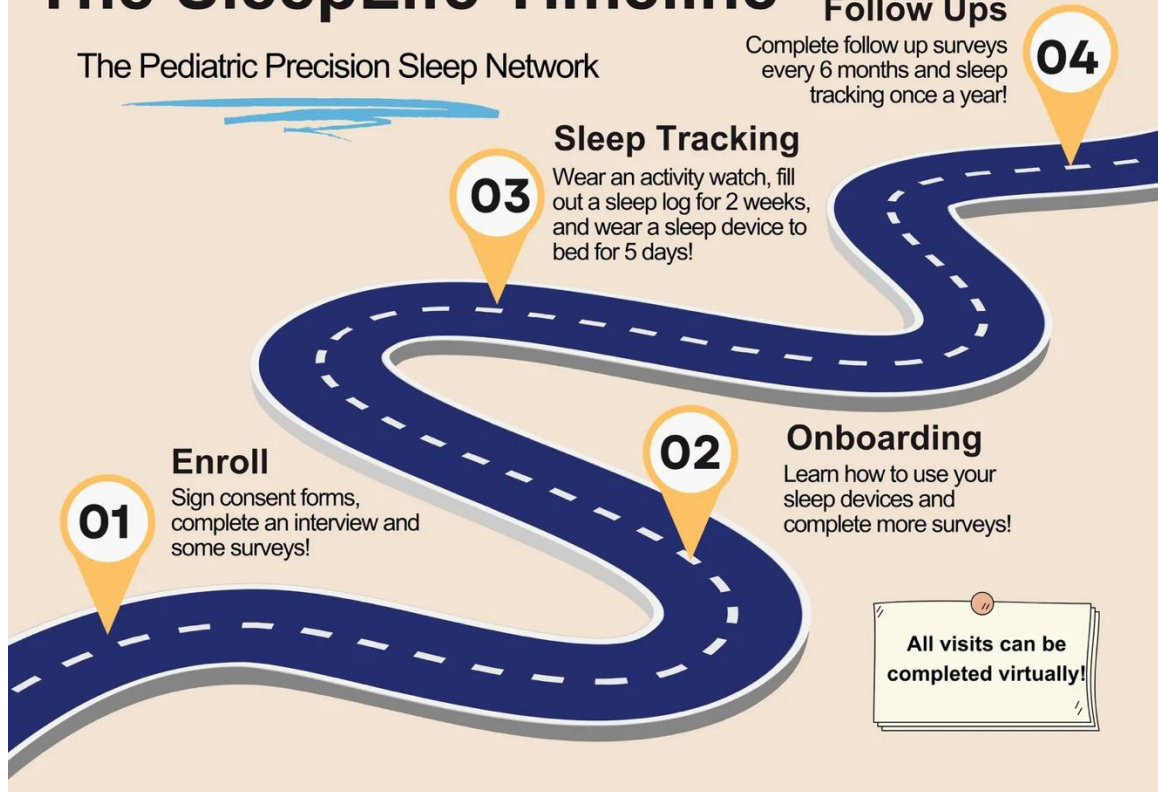 The SleepLife Timeline
The Pediatric Precision Sleep Network
Follow Ups
Complete follow up surveys
every 6 months and sleep
tracking once a year!
04
Sleep Tracking
Wear an activity watch, fill
out a sleep log for 2 weeks,
and wear a sleep device to
bed for 5 days!
03
02
Onboarding
Learn how to use your
sleep devices and
complete more surveys!
Enroll
Sign consent forms,
complete an interview and
some surveys!
01
All visits can be
completed virtually!